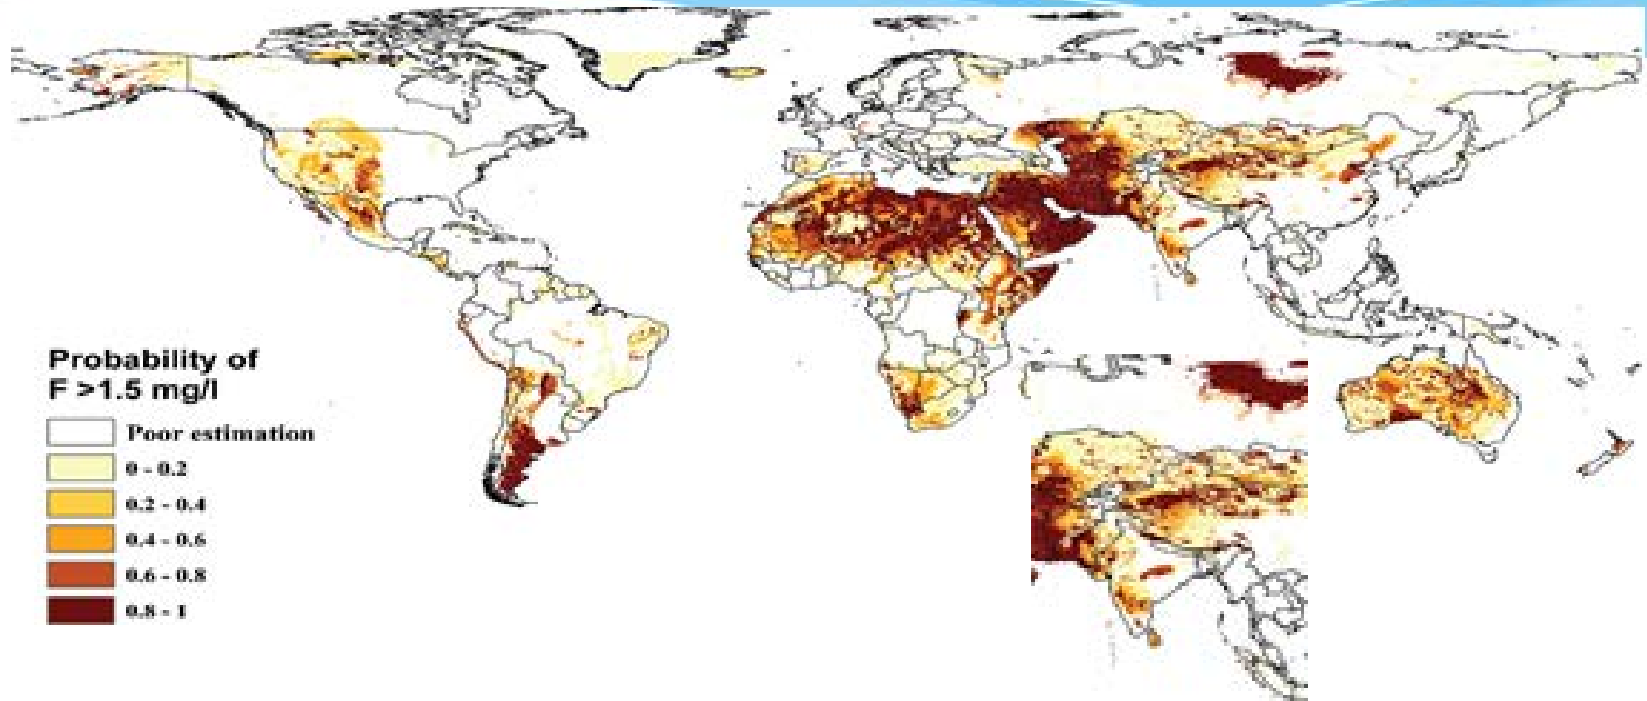 Probability of
F >1.5 mg/l
Poor estimation
0 - 0.2
0.2 - 0.4
0.4 - 0.6
0.6 - 0.8
0.8 - 1